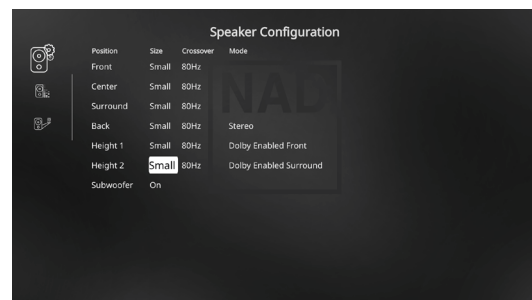 Speaker Configuration
Position Size Crossover Mode
Front Small 80Hz
Center Small 80Hz
Surround Small 80Hz
Back Small 80Hz Stereo
Height 1 Small 80Hz Dolby Enabled Front
Height 2 Small 80Hz Dolby Enabled Surround
Subwoofer On
NAD